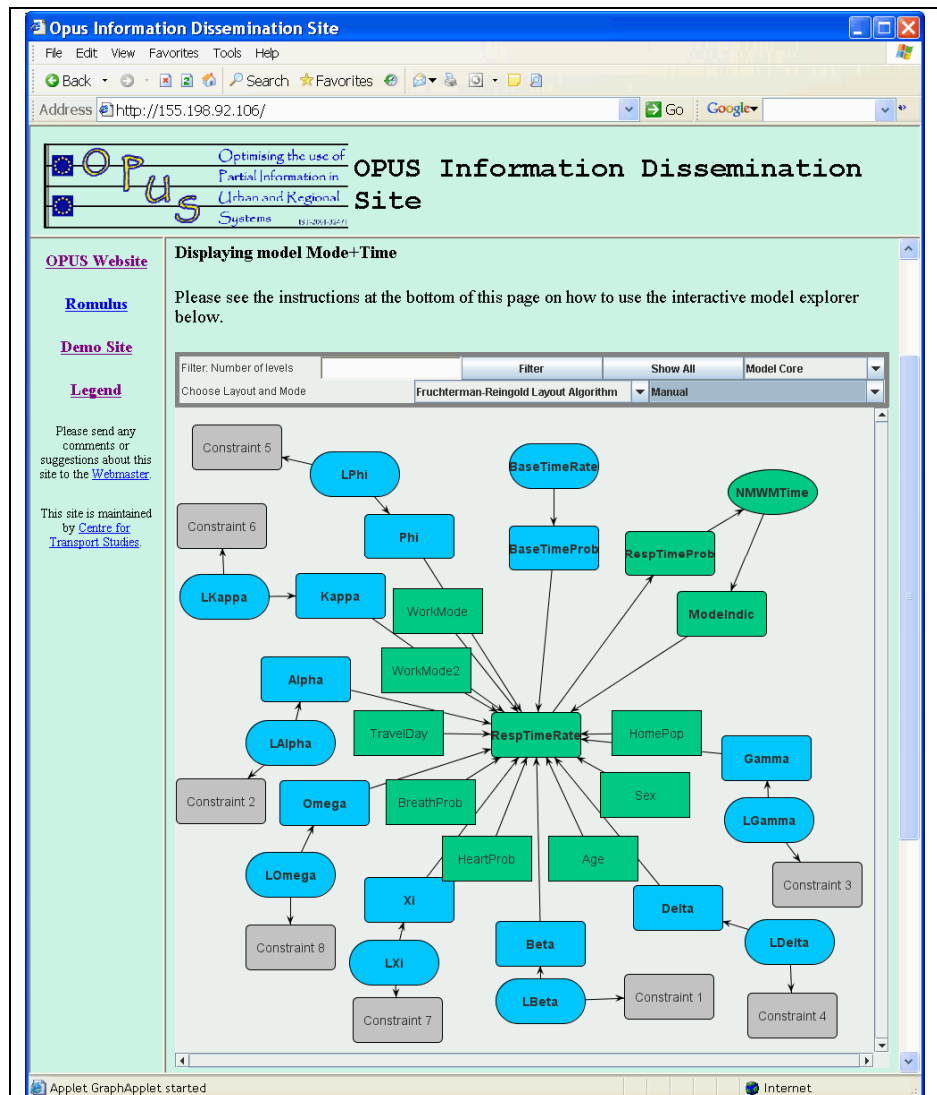 Opus Information Dissemination Site
File Edit View Favorites Tools Help
Back Search Favorites
Address http://155.198.92.106/ Go Google
OPUS
Optimising the use of
Partial Information in
Urban and Regional
Systems IST-2001-32471
OPUS Information Dissemination
Site
OPUS Website
Romulus
Demo Site
Legend
Please send any
comments or
suggestions about this
site to the Webmaster.
This site is maintained
by Centre for
Transport Studies.
Displaying model Mode+Time
Please see the instructions at the bottom of this page on how to use the interactive model explorer
below.
Filter: Number of levels Filter Show All Model Core
Choose Layout and Mode Fruchterman-Reingold Layout Algorithm Manual
Constraint 5
LPhi
BaseTimeRate
NMWMTime
Constraint 6
Phi
BaseTimeProb
RespTimeProb
LKappa
Kappa
WorkMode
ModeIndic
WorkMode2
Alpha
TravelDay
RespTimeRate
HomePop
LAlpha
Gamma
Constraint 2
Omega
BreathProb
Sex
LGamma
LOmega
HeartProb
Age
Constraint 3
Xi
Delta
Constraint 8
LXi
Beta
LDelta
LBeta
Constraint 1
Constraint 7
Constraint 4
Applet GraphApplet started Internet